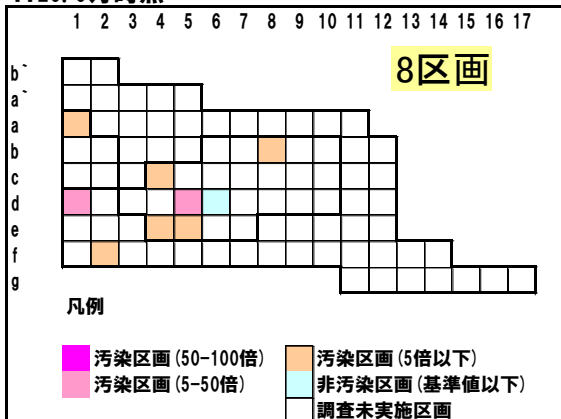 1 2 3 4 5 6 7 8 9 10 11 12 13 14 15 16 17
8区画
b`
a`
a
b
c
d
e
f
g
凡例
汚染区画(50-100倍) 汚染区画(5倍以下)
汚染区画(5-50倍) 非汚染区画(基準値以下)
調査未実施区画